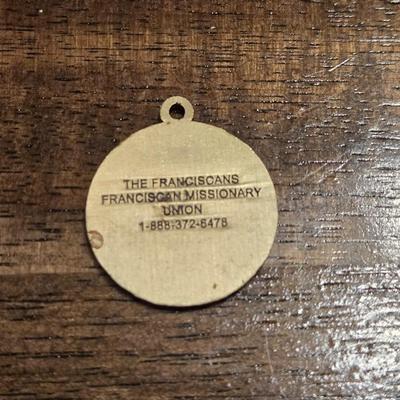 THE FRANCISCANS
FRANCISCAN MISSIONARY
UNION
1-888-372-6478